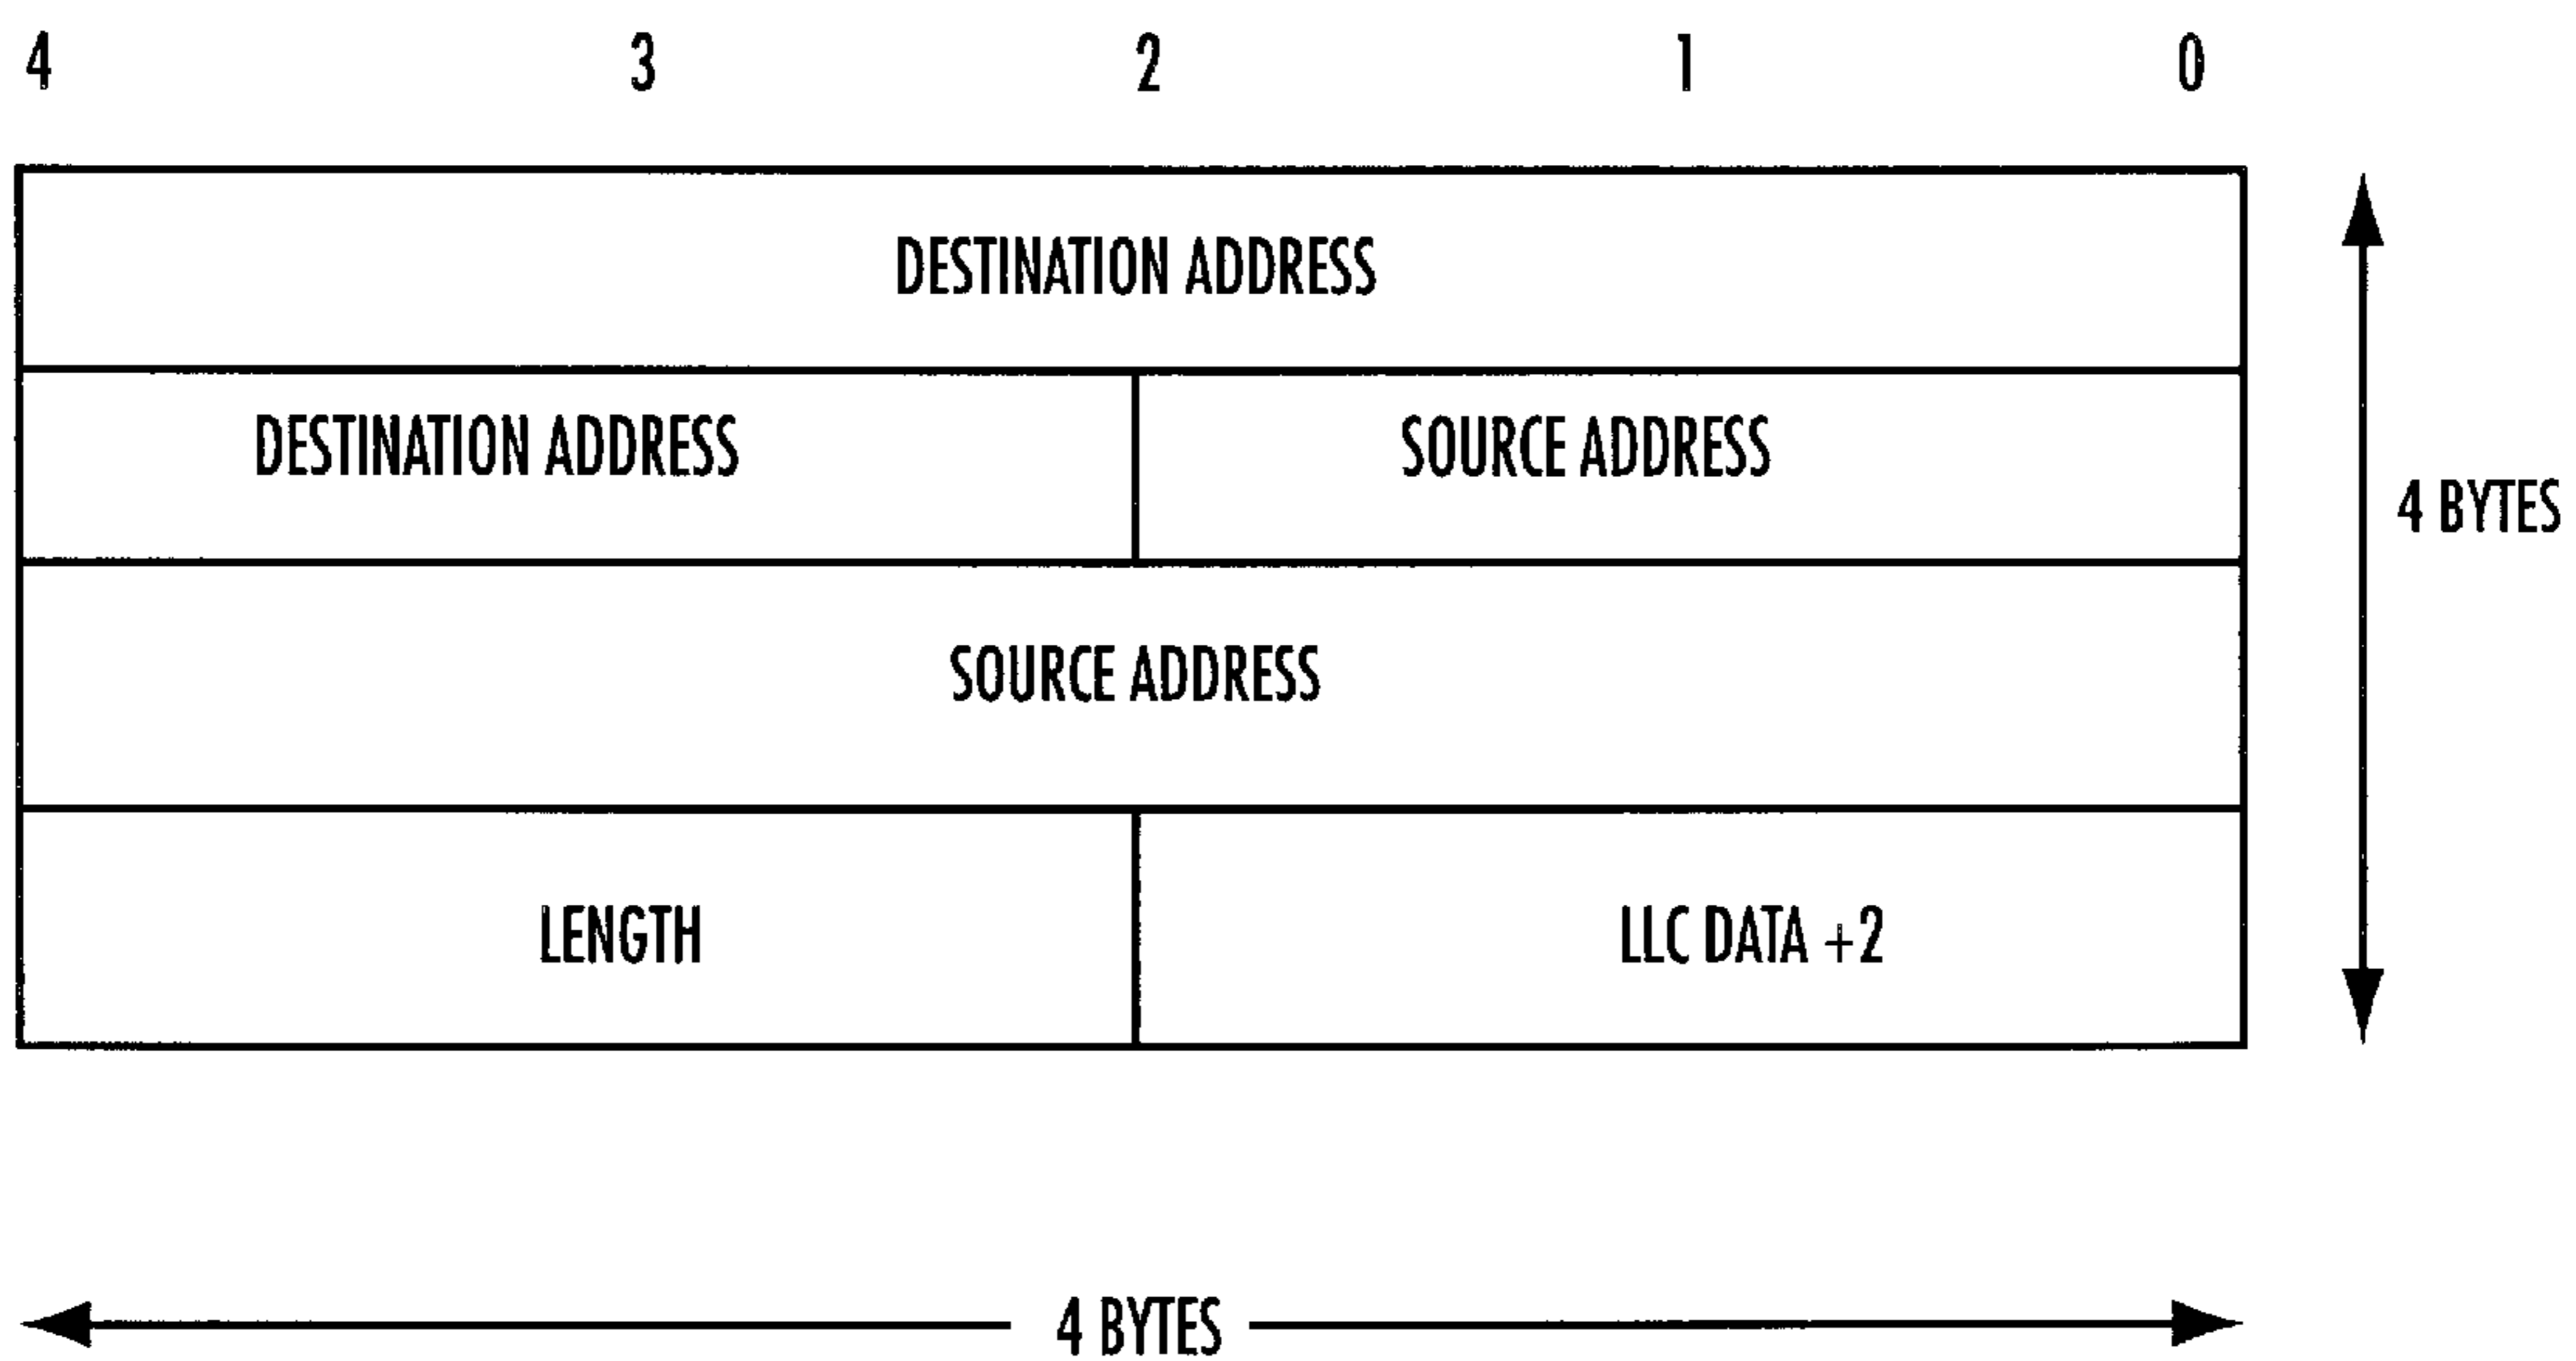 4 3 2 1 0
DESTINATION ADDRESS
DESTINATION ADDRESS SOURCE ADDRESS
4 BYTES
SOURCE ADDRESS
LENGTH LLC DATA +2
4 BYTES